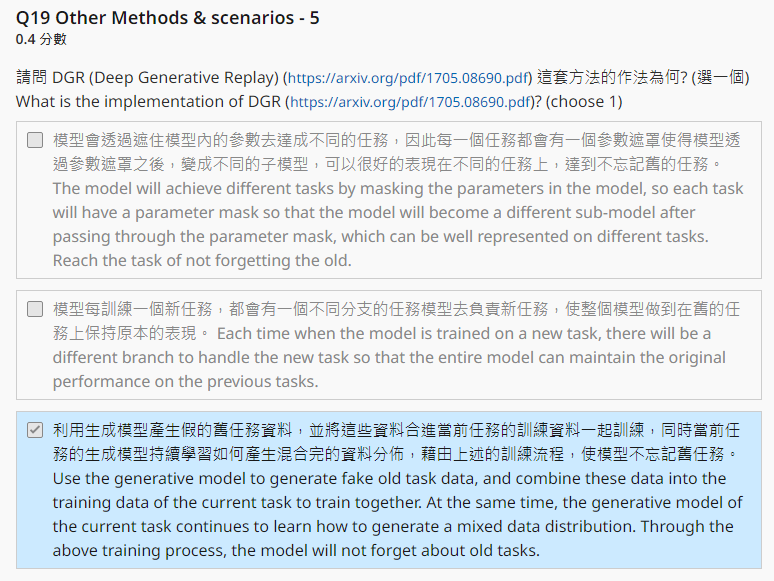 Q19 Other Methods & scenarios - 5
0.4 分數
請問 DGR (Deep Generative Replay) (https://arxiv.org/pdf/1705.08690.pdf) 這套方法的作法為何? (選一個)
What is the implementation of DGR (https://arxiv.org/pdf/1705.08690.pdf)? (choose 1)
模型會透過遮住模型內的參數去達成不同的任務，因此每一個任務都會有一個參數遮罩使得模型透
過參數遮罩之後，變成不同的子模型，可以很好的表現在不同的任務上，達到不忘記舊的任務。
The model will achieve different tasks by masking the parameters in the model, so each task
will have a parameter mask so that the model will become a different sub-model after
passing through the parameter mask, which can be well represented on different tasks.
Reach the task of not forgetting the old.
模型每訓練一個新任務，都會有一個不同分支的任務模型去負責新任務，使整個模型做到在舊的任
務上保持原本的表現。 Each time when the model is trained on a new task, there will be a
different branch to handle the new task so that the entire model can maintain the original
performance on the previous tasks.
利用生成模型產生假的舊任務資料，並將這些資料合進當前任務的訓練資料一起訓練，同時當前任
務的生成模型持續學習如何產生混合完的資料分佈，藉由上述的訓練流程，使模型不忘記舊任務。
Use the generative model to generate fake old task data, and combine these data into the
training data of the current task to train together. At the same time, the generative model of
the current task continues to learn how to generate a mixed data distribution. Through the
above training process, the model will not forget about old tasks.